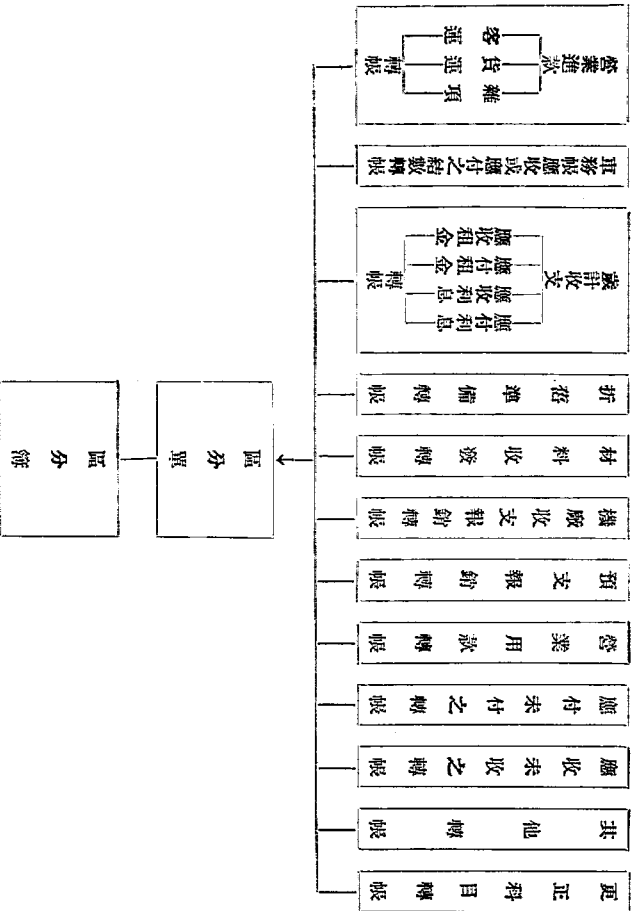 營業進款
客運
貨運
雜項
轉帳
車務帳應收或應付之結數轉帳
歲計收支
應收租金
應付租金
應收利息
應付利息
轉帳
折舊準備轉帳
材料收發轉帳
機廠收支報銷轉帳
預支報銷轉帳
營業用款轉帳
應付未付之轉帳
應收未收之轉帳
其他轉帳
更正科目轉帳
區分單
區分簿